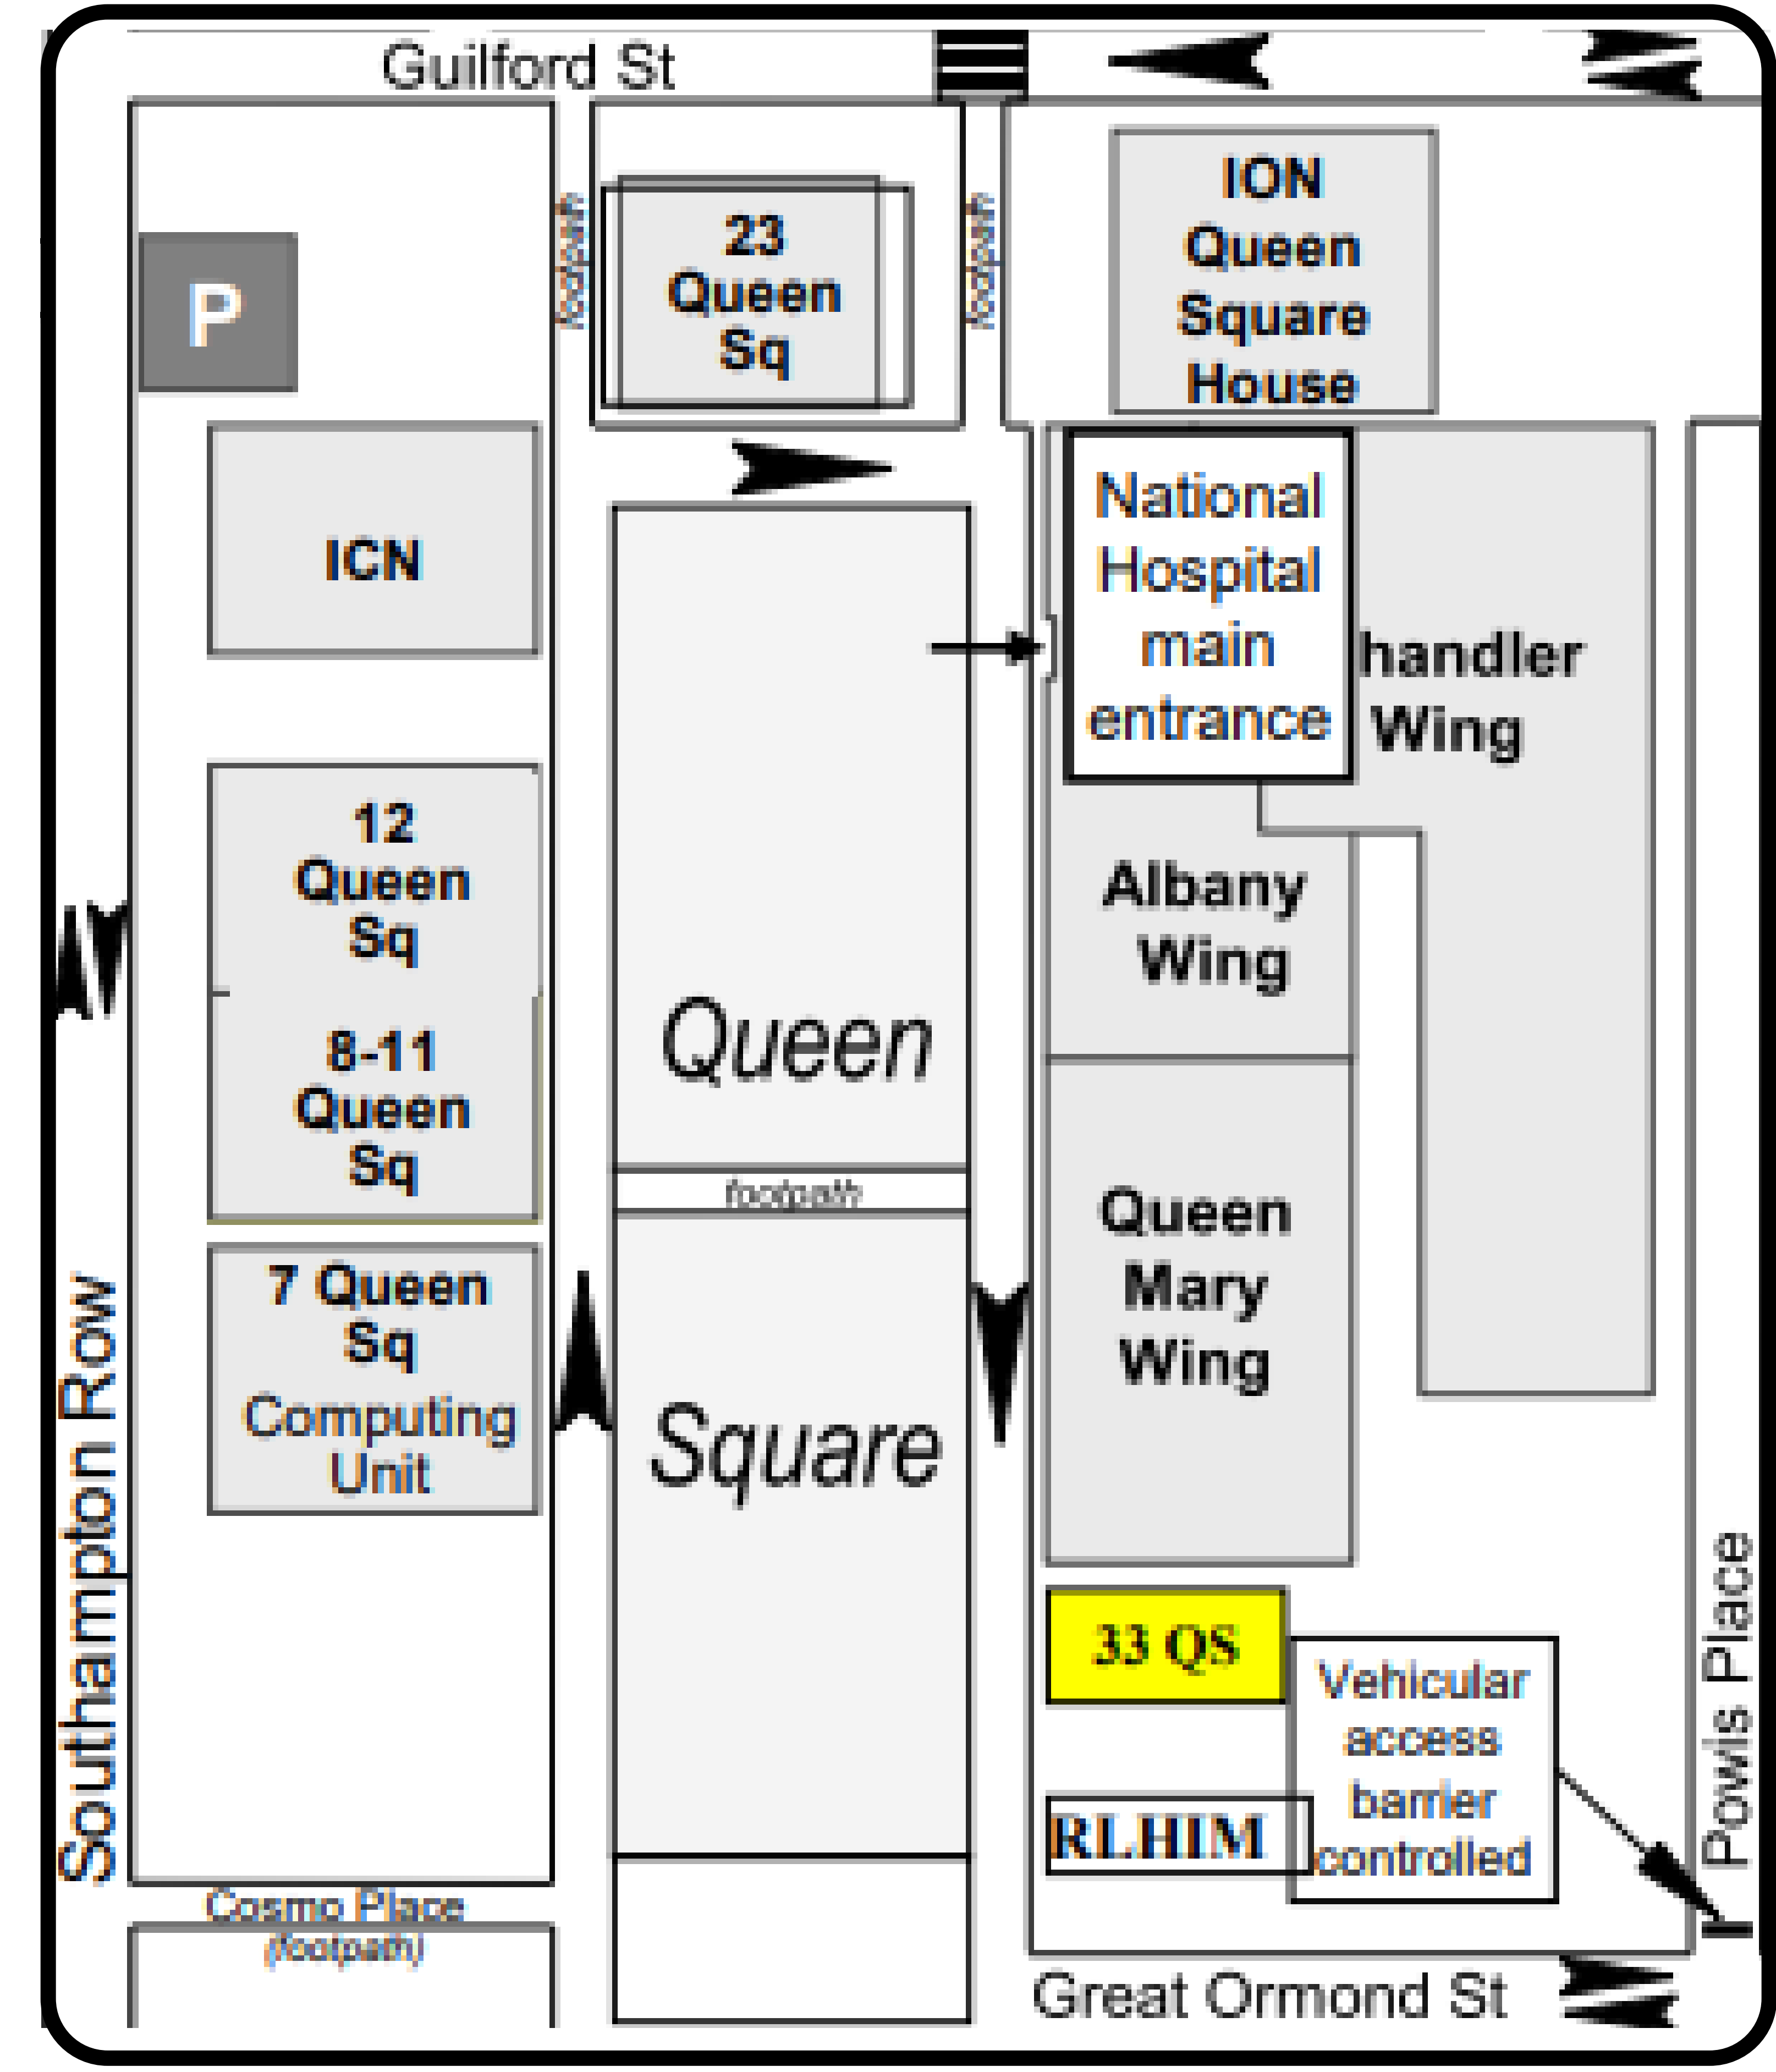 Guilford St
footpath
footpath
23
Queen
Sq
ION
Queen
Square
House
P
ICN
National
Hospital
main
entrance
handler
Wing
12
Queen
Sq
Albany
Wing
8-11
Queen
Sq
Queen
footpath
Queen
Mary
Wing
7 Queen
Sq
Computing
Unit
Square
Southampton Row
33 QS
Vehicular
access
barrier
controlled
RLHIM
Powis Place
Cosmo Place
(footpath)
Great Ormond St